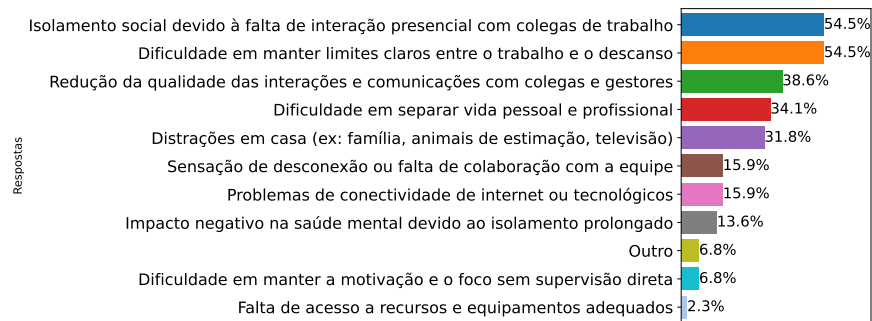 Isolamento social devido à falta de interação presencial com colegas de trabalho 54.5%
Dificuldade em manter limites claros entre o trabalho e o descanso 54.5%
Redução da qualidade das interações e comunicações com colegas e gestores 38.6%
Dificuldade em separar vida pessoal e profissional 34.1%
Distrações em casa (ex: família, animais de estimação, televisão) 31.8%
Respostas
Sensação de desconexão ou falta de colaboração com a equipe 15.9%
Problemas de conectividade de internet ou tecnológicos 15.9%
Impacto negativo na saúde mental devido ao isolamento prolongado 13.6%
Outro 6.8%
Dificuldade em manter a motivação e o foco sem supervisão direta 6.8%
Falta de acesso a recursos e equipamentos adequados 2.3%